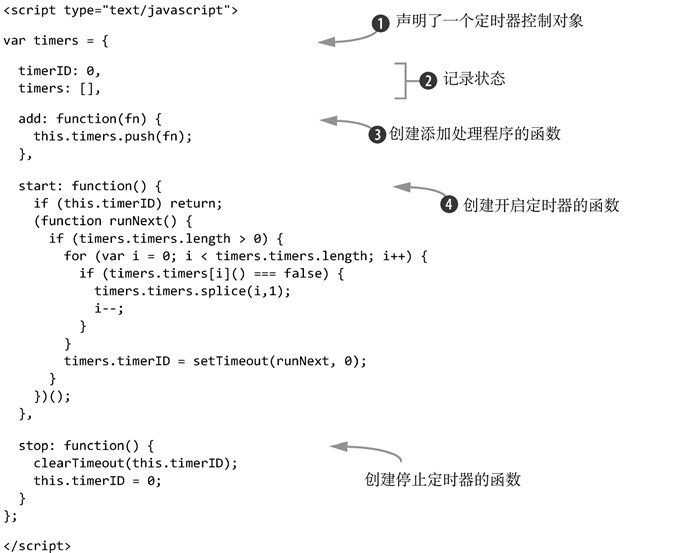 <script type="text/javascript">
❶ 声明了一个定时器控制对象
var timers = {
timerID: 0,
timers: [],
❷ 记录状态
add: function(fn) {
this.timers.push(fn);
❸ 创建添加处理程序的函数
},
start: function() {
❹ 创建开启定时器的函数
if (this.timerID) return;
(function runNext() {
if (timers.timers.length > 0) {
for (var i = 0; i < timers.timers.length; i++) {
if (timers.timers[i]() === false) {
timers.timers.splice(i,1);
i--;
}
}
timers.timerID = setTimeout(runNext, 0);
}
})();
},
stop: function() {
clearTimeout(this.timerID);
this.timerID = 0;
创建停止定时器的函数
}
};
</script>